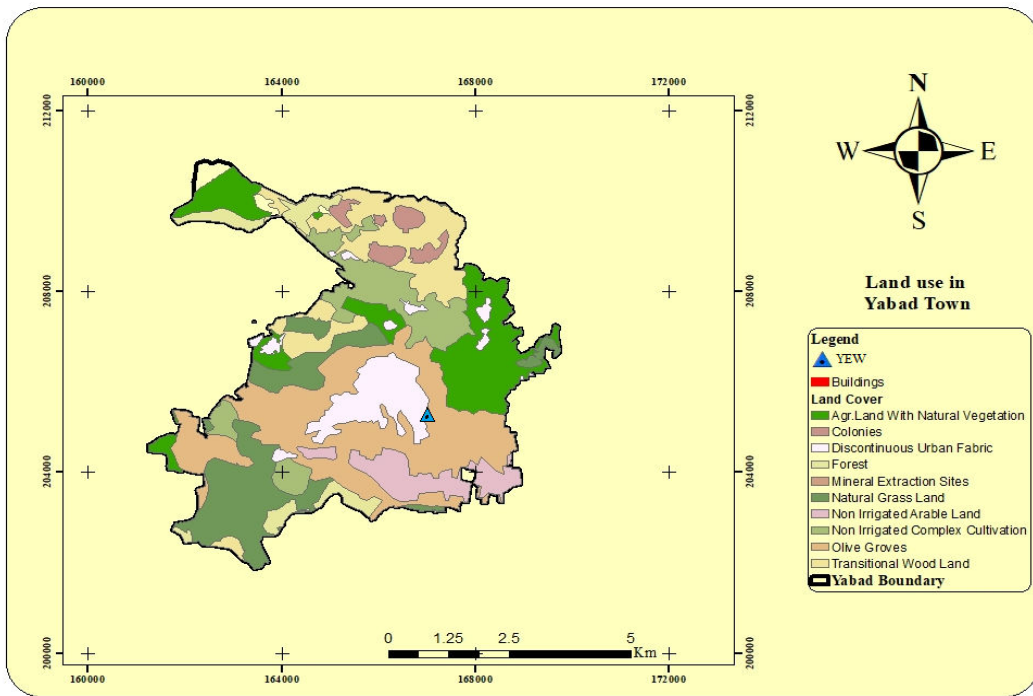 160000 164000 168000 172000
212000 212000
N
W E
S
208000 208000
Land use in
Yabad Town
Legend
YEW
Buildings
Land Cover
Agr.Land With Natural Vegetation
Colonies
Discontinuous Urban Fabric
Forest
Mineral Extraction Sites
Natural Grass Land
Non Irrigated Arable Land
Non Irrigated Complex Cultivation
Olive Groves
Transitional Wood Land
Yabad Boundary
204000 204000
0 1.25 2.5 5
Km
200000 200000
160000 164000 168000 172000